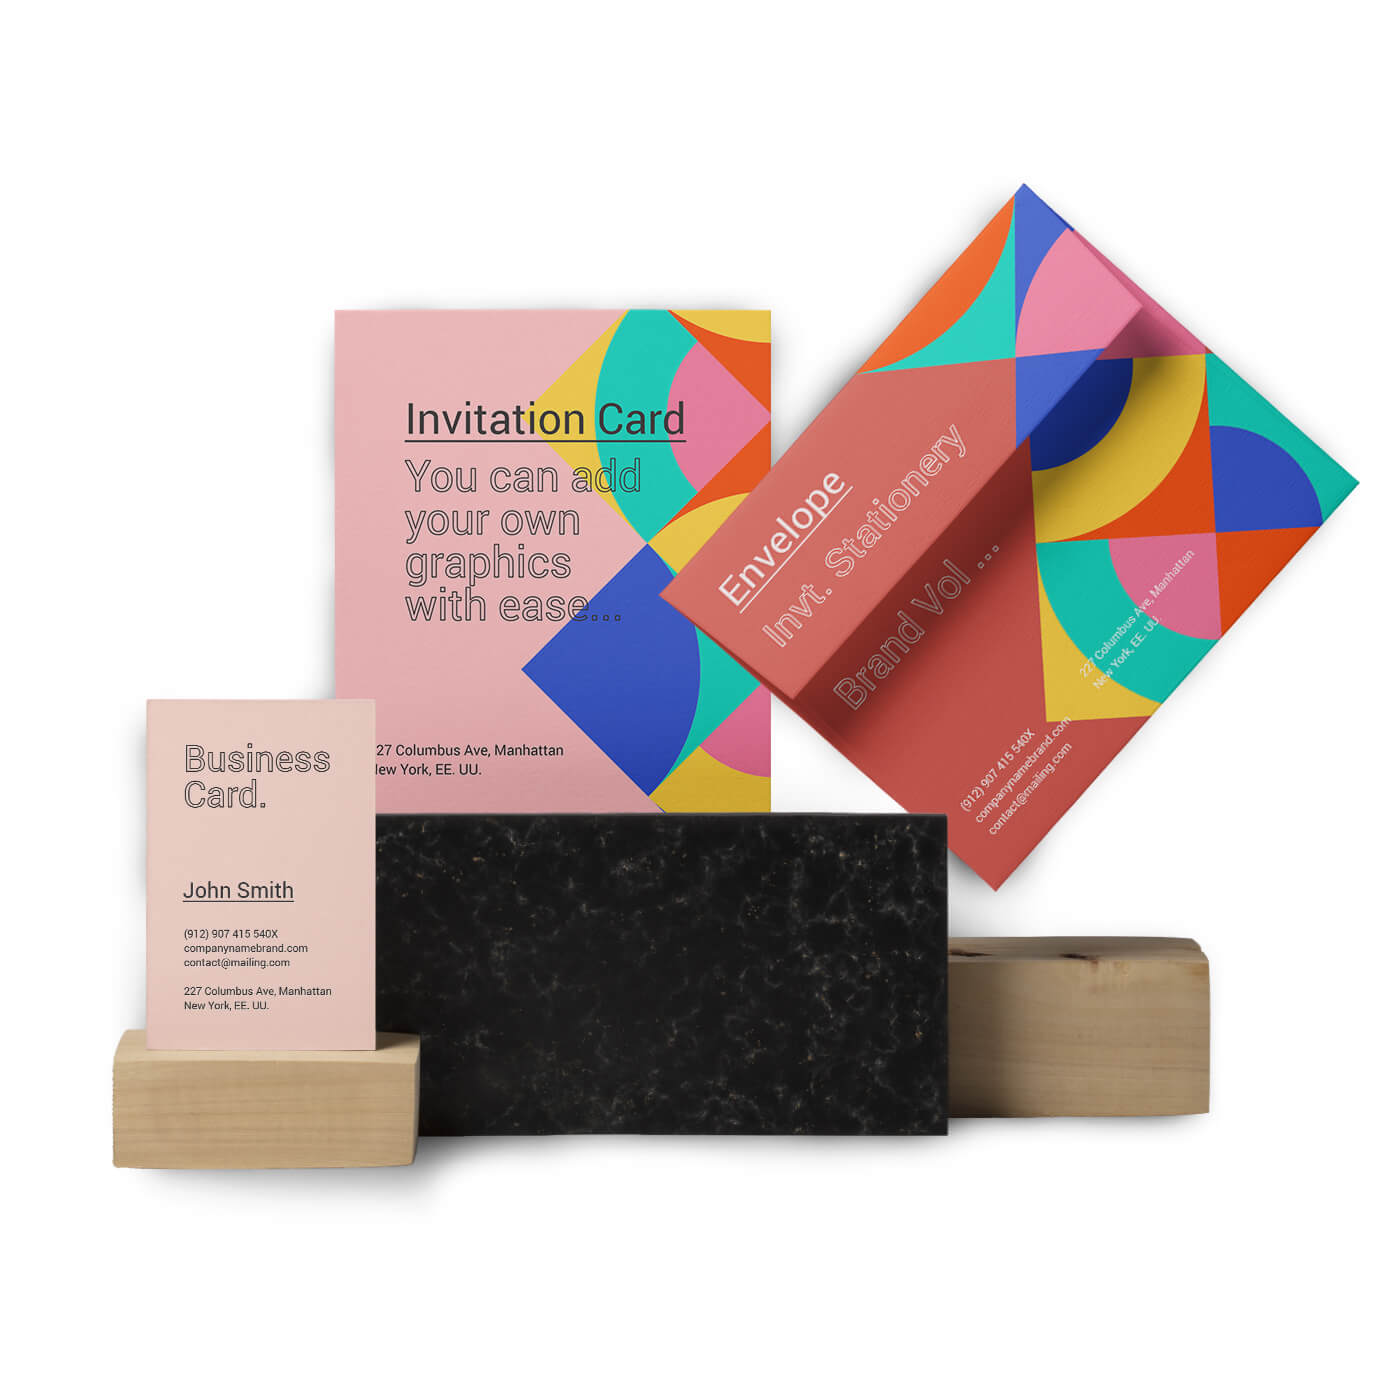 Invitation Card
You can add
your own
graphics
with ease...
27 Columbus Ave, Manhattan
New York, EE. UU.
Envelope
Invt. Stationery
Brand Vol ...
227 Columbus Ave, Manhattan
New York, EE. UU.
(912) 907 415 540X
companynamebrand.com
contact@mailing.com
Business
Card.
John Smith
(912) 907 415 540X
companynamebrand.com
contact@mailing.com
227 Columbus Ave, Manhattan
New York, EE. UU.